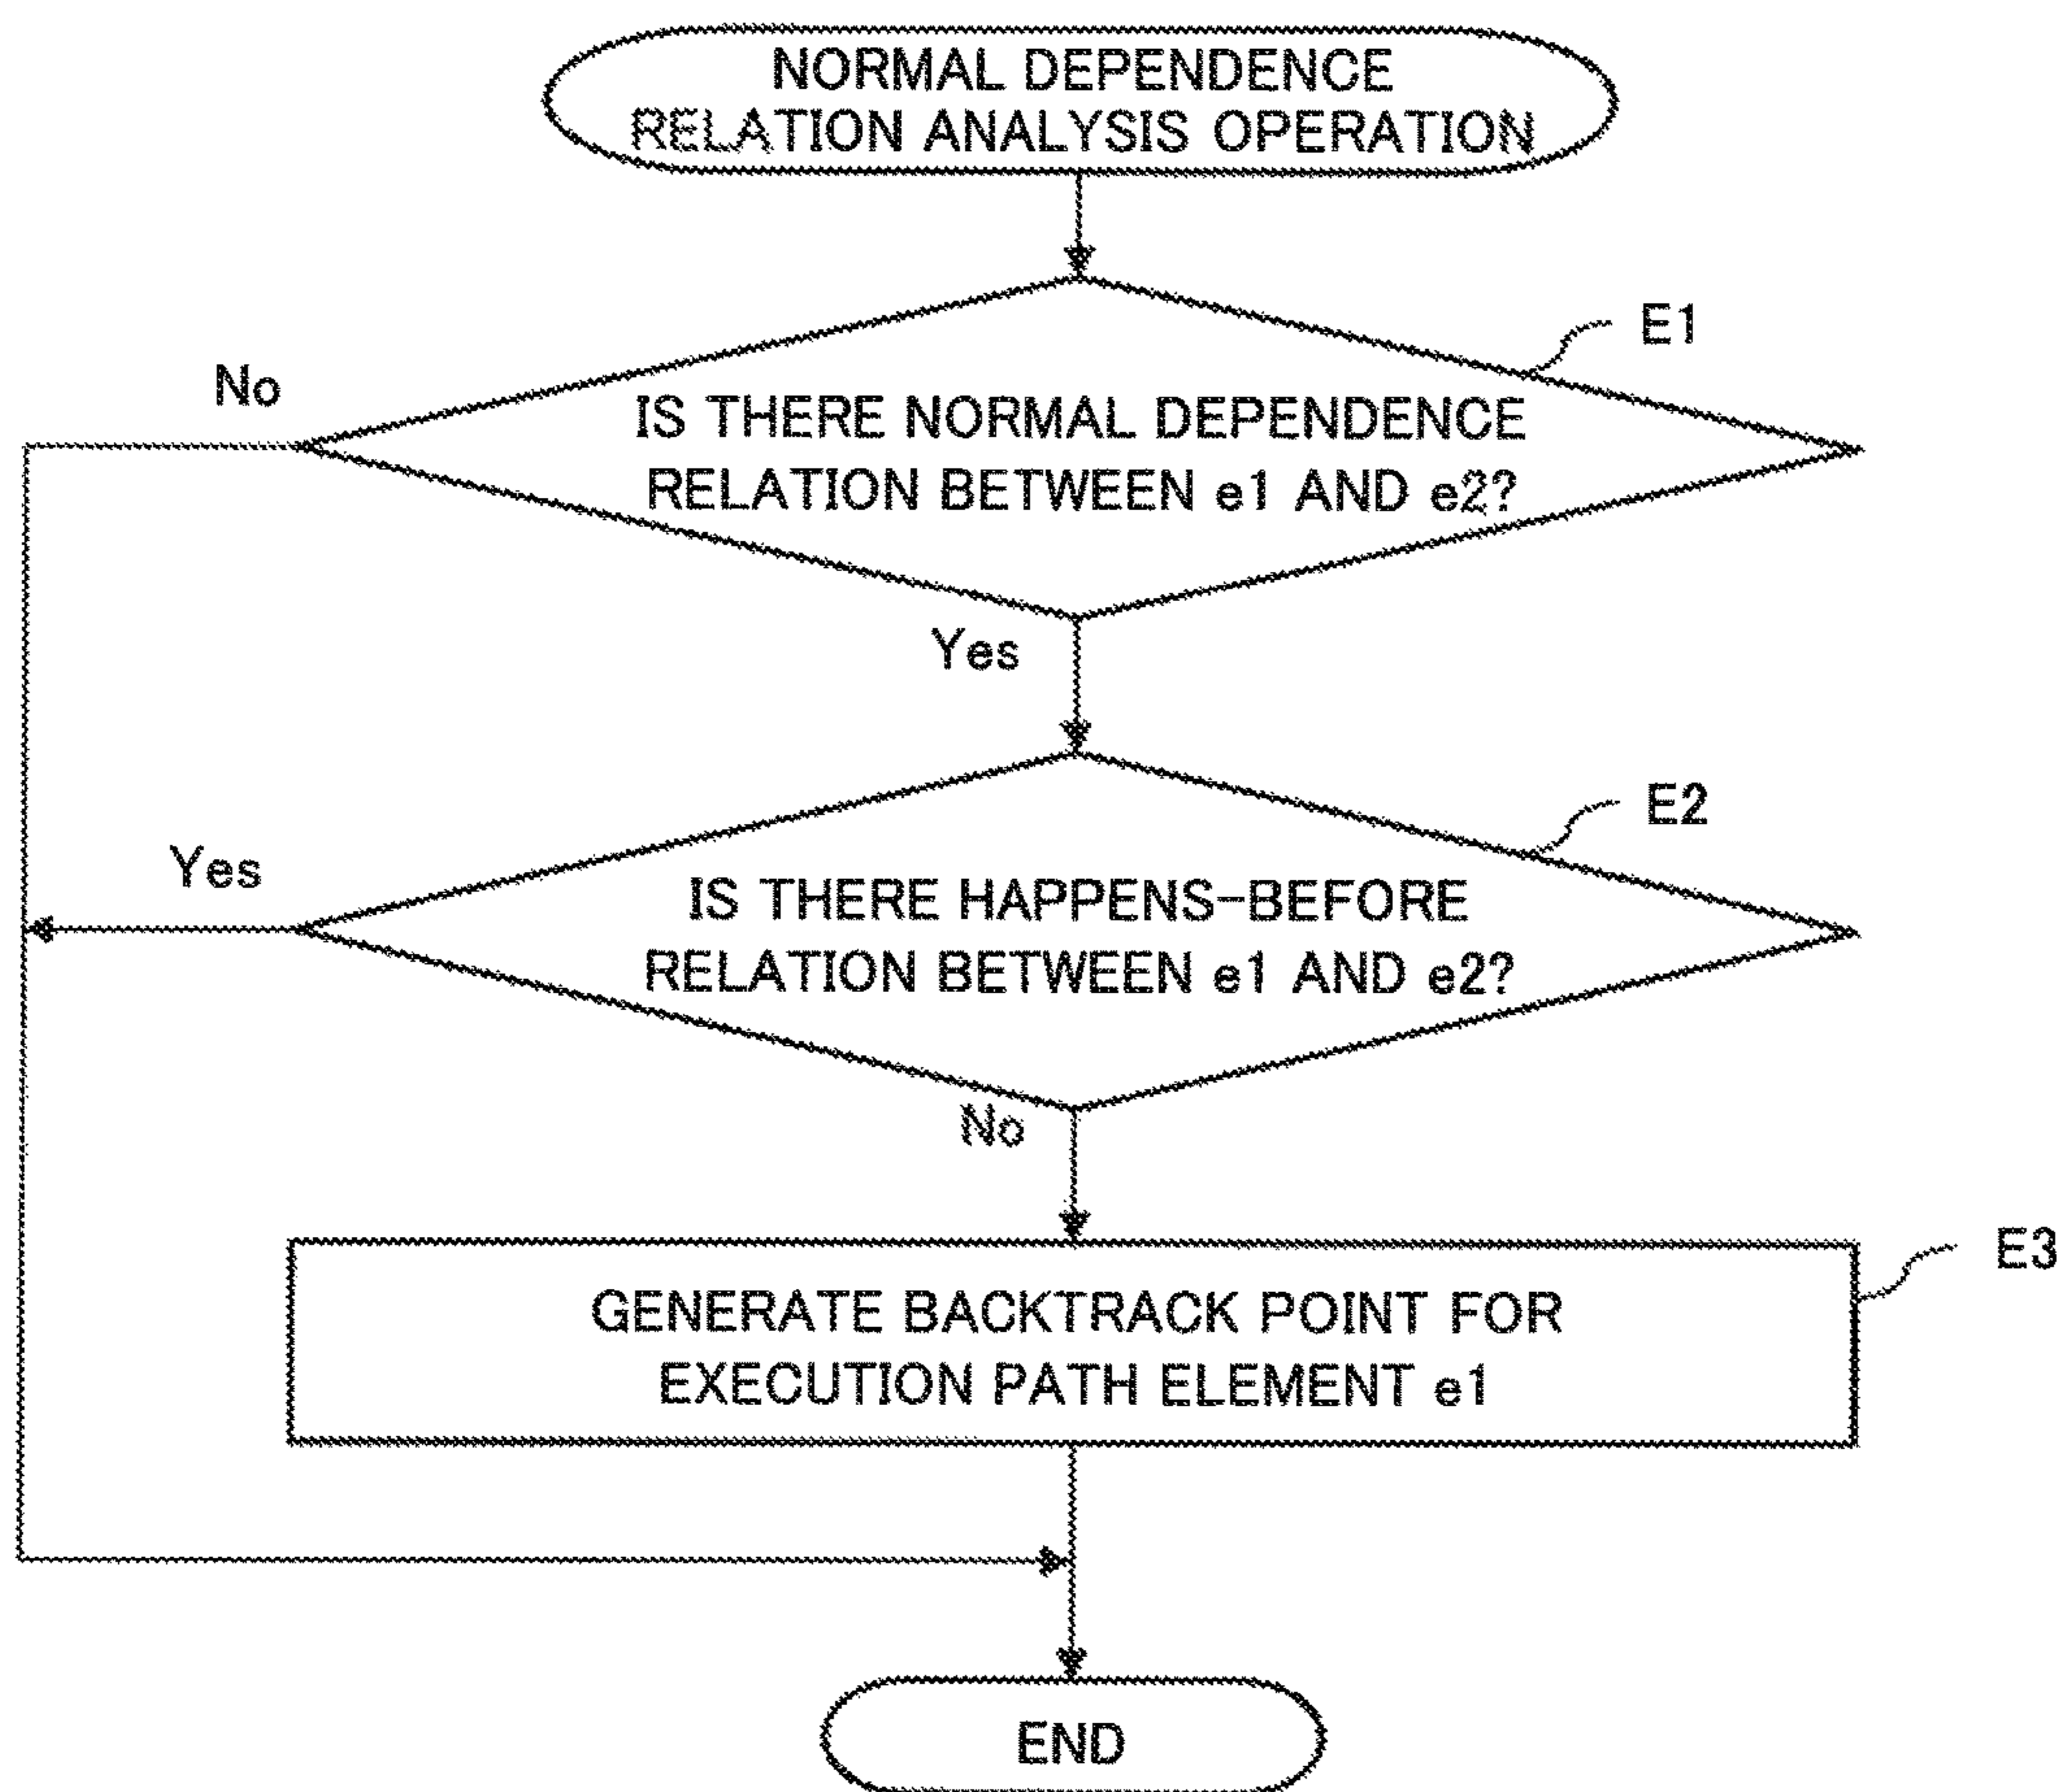 NORMAL DEPENDENCE
RELATION ANALYSIS OPERATION
E1
No
IS THERE NORMAL DEPENDENCE
RELATION BETWEEN e1 AND e2?
Yes
E2
Yes
IS THERE HAPPENS-BEFORE
RELATION BETWEEN e1 AND e2?
No
E3
GENERATE BACKTRACK POINT FOR
EXECUTION PATH ELEMENT e1
END